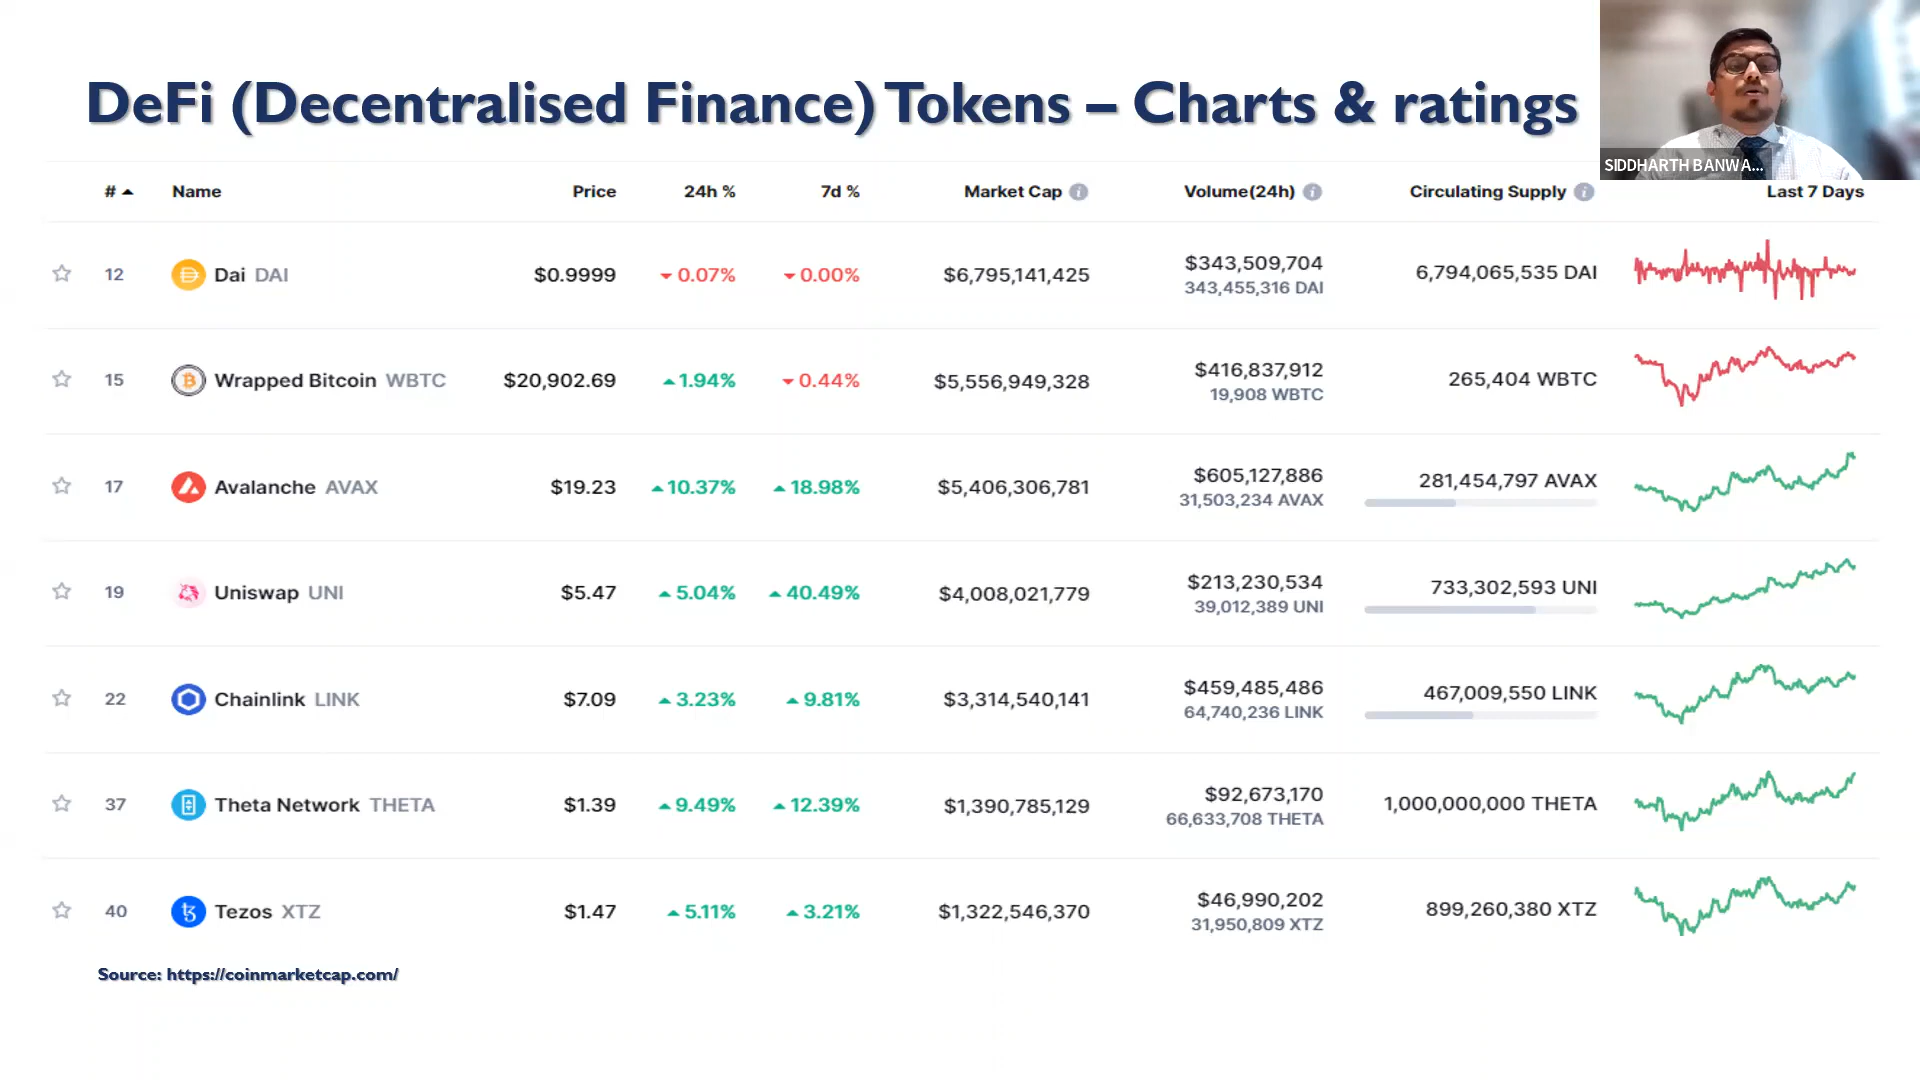 DeFi (Decentralised Finance) Tokens – Charts & ratings
SIDDHARTH BANWA...
# Name Price 24h % 7d % Market Cap Volume(24h) Circulating Supply Last 7 Days
12 Dai DAI $0.9999 0.07% 0.00% $6,795,141,425 $343,509,704 6,794,065,535 DAI
343,455,316 DAI
15 Wrapped Bitcoin WBTC $20,902.69 1.94% 0.44% $5,556,949,328 $416,837,912 265,404 WBTC
19,908 WBTC
17 Avalanche AVAX $19.23 10.37% 18.98% $5,406,306,781 $605,127,886 281,454,797 AVAX
31,503,234 AVAX
19 Uniswap UNI $5.47 5.04% 40.49% $4,008,021,779 $213,230,534 733,302,593 UNI
39,012,389 UNI
22 Chainlink LINK $7.09 3.23% 9.81% $3,314,540,141 $459,485,486 467,009,550 LINK
64,740,236 LINK
37 Theta Network THETA $1.39 9.49% 12.39% $1,390,785,129 $92,673,170 1,000,000,000 THETA
66,633,708 THETA
40 Tezos XTZ $1.47 5.11% 3.21% $1,322,546,370 $46,990,202 899,260,380 XTZ
31,950,809 XTZ
Source: https://coinmarketcap.com/